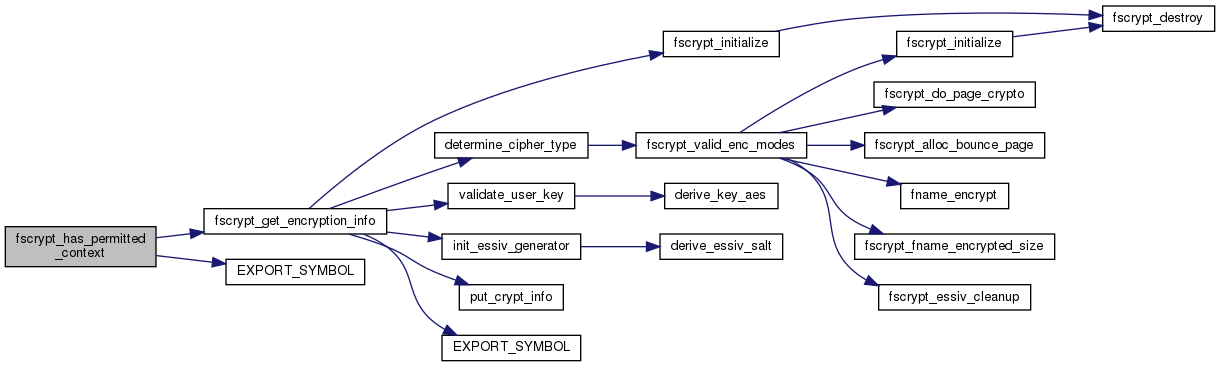 fscrypt_destroy
fscrypt_initialize
fscrypt_initialize
fscrypt_do_page_crypto
determine_cipher_type
fscrypt_valid_enc_modes
fscrypt_alloc_bounce_page
validate_user_key
derive_key_aes
fname_encrypt
fscrypt_get_encryption_info
fscrypt_has_permitted
_context
init_essiv_generator
derive_essiv_salt
fscrypt_fname_encrypted_size
EXPORT_SYMBOL
put_crypt_info
fscrypt_essiv_cleanup
EXPORT_SYMBOL